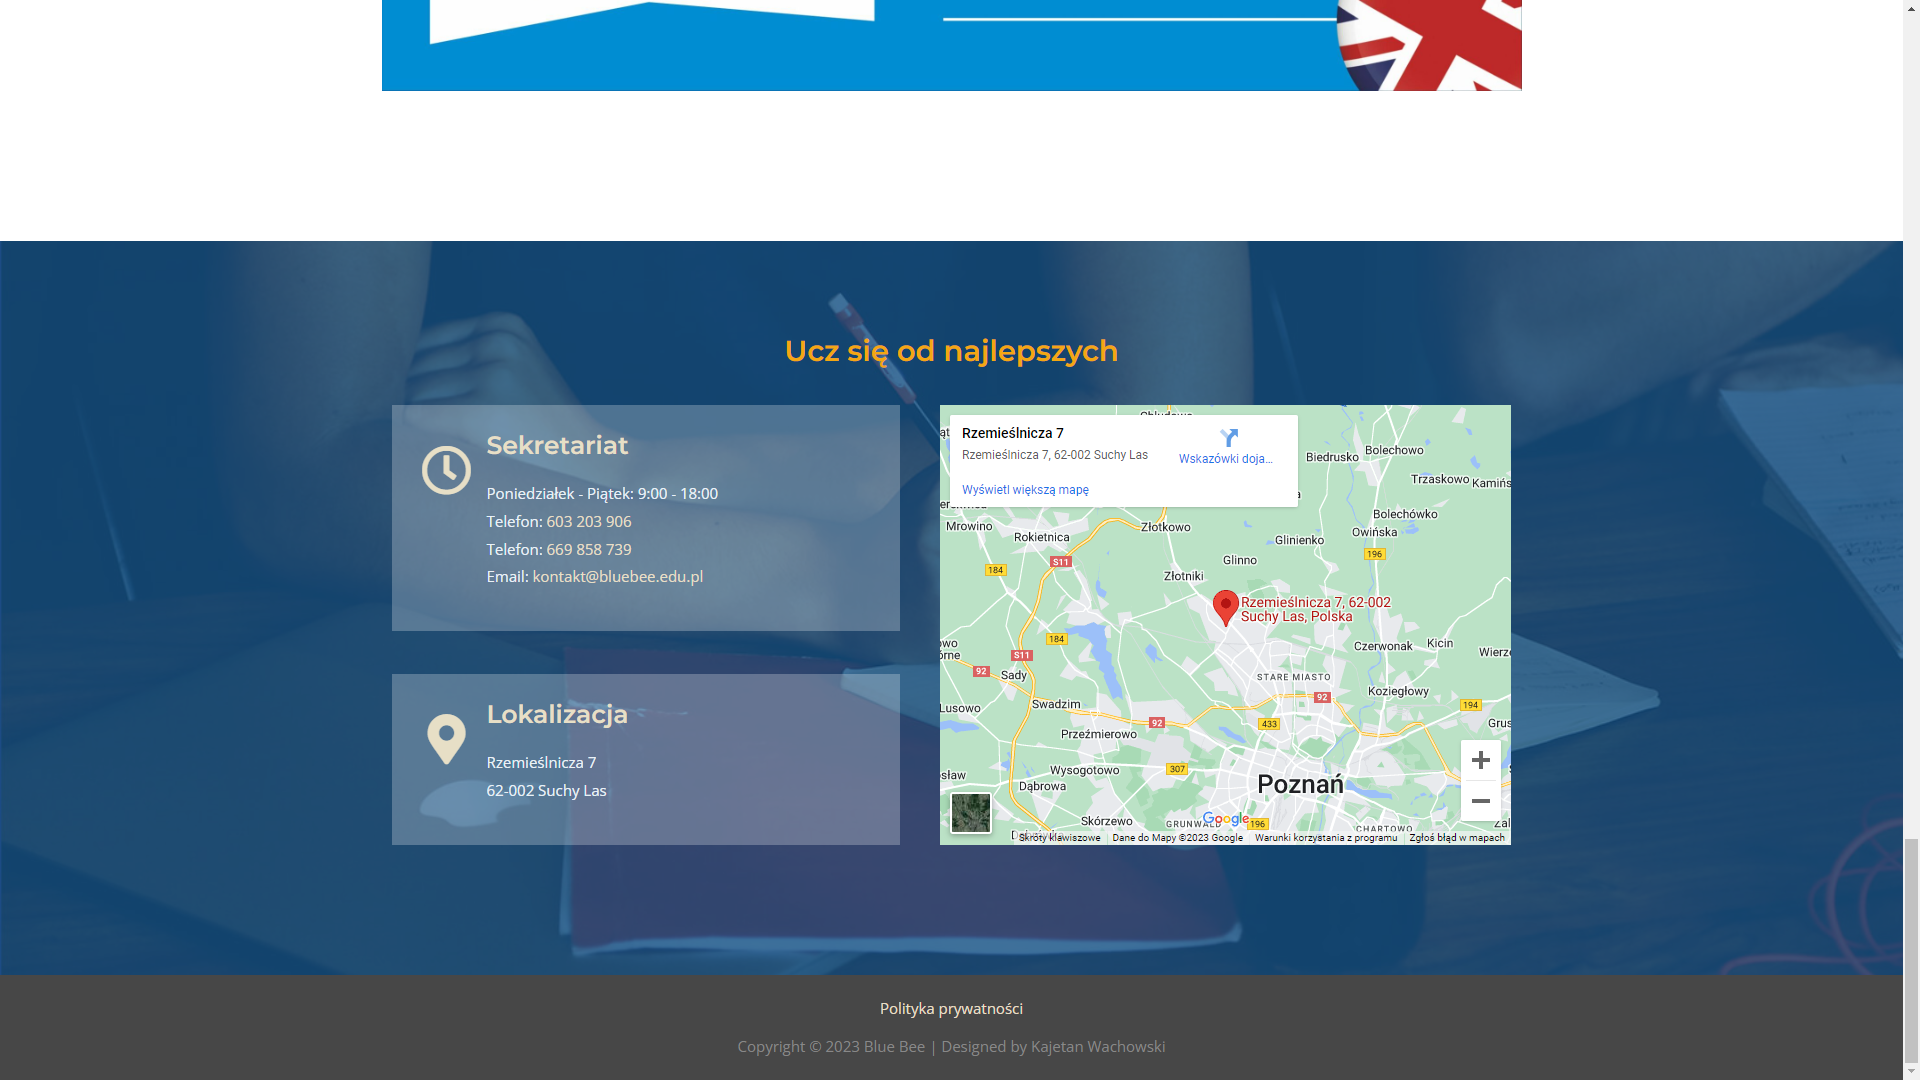 Ucz się od najlepszych
Sekretariat
Poniedziałek - Piątek: 9:00 - 18:00
Telefon: 603 203 906
Telefon: 669 858 739
Email: kontakt@bluebee.edu.pl
Lokalizacja
Rzemieślnicza 7
62-002 Suchy Las
Rzemieślnicza 7
Rzemieślnicza 7, 62-002 Suchy Las
Wskazówki doja...
Wyświetl większą mapę
Biedrusko
Bolechowo
Trzaskowo
Bolechówko
Owińska
196
Mrowino
Złotkowo
Rokietnica
Glinienko
Glinno
S11
184
Złotniki
Rzemieślnicza 7, 62-002
Suchy Las, Polska
184
S11
Czerwonak
Kicin
92
Sady
STARE MIASTO
92
Koziegłowy
Lusowo
Swadzim
194
92
433
Przeźmierowo
307
Wysogotowo
Dąbrowa
Poznań
Skórzewo
GRUNWALD
Google
196
CHARTOWO
Skróty klawiszowe
Dane do Mapy ©2023 Google
Warunki korzystania z programu
Zgłoś błąd w mapach
Polityka prywatności
Copyright © 2023 Blue Bee | Designed by Kajetan Wachowski